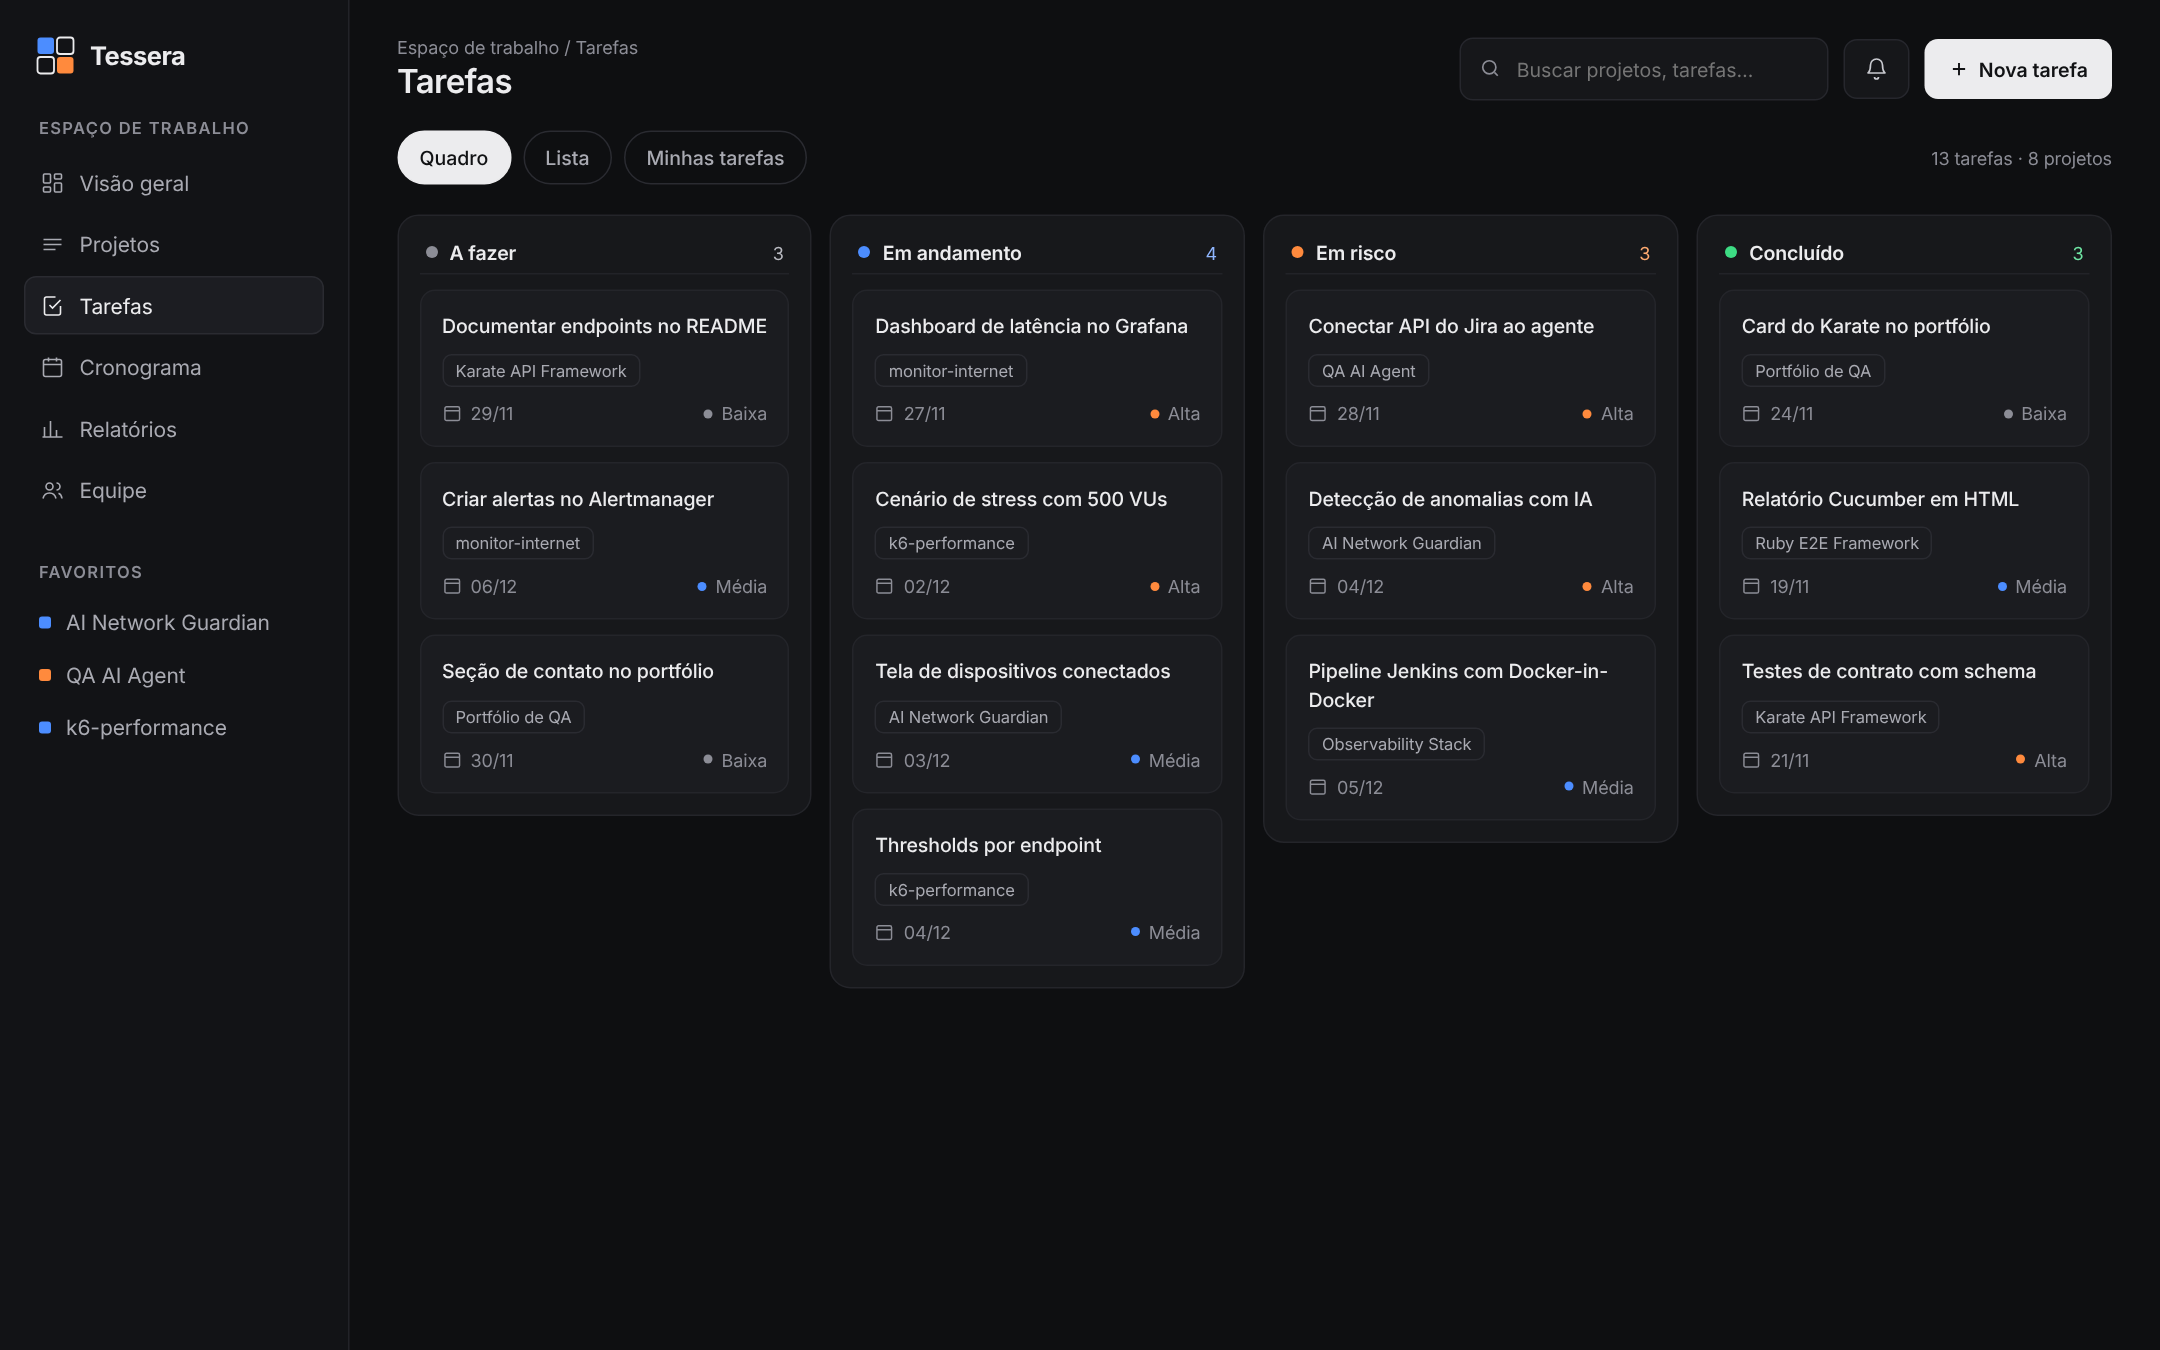 Tessera
ESPAÇO DE TRABALHO
Visão geral
Projetos
Tarefas
Cronograma
Relatórios
Equipe
FAVORITOS
AI Network Guardian
QA AI Agent
k6-performance
Espaço de trabalho / Tarefas
Tarefas
Buscar projetos, tarefas...
+ Nova tarefa
Quadro
Lista
Minhas tarefas
13 tarefas · 8 projetos
A fazer 3
Documentar endpoints no README
Karate API Framework
29/11 Baixa
Criar alertas no Alertmanager
monitor-internet
06/12 Média
Seção de contato no portfólio
Portfólio de QA
30/11 Baixa
Em andamento 4
Dashboard de latência no Grafana
monitor-internet
27/11 Alta
Cenário de stress com 500 VUs
k6-performance
02/12 Alta
Tela de dispositivos conectados
AI Network Guardian
03/12 Média
Thresholds por endpoint
k6-performance
04/12 Média
Em risco 3
Conectar API do Jira ao agente
QA AI Agent
28/11 Alta
Detecção de anomalias com IA
AI Network Guardian
04/12 Alta
Pipeline Jenkins com Docker-in-
Docker
Observability Stack
05/12 Média
Concluído 3
Card do Karate no portfólio
Portfólio de QA
24/11 Baixa
Relatório Cucumber em HTML
Ruby E2E Framework
19/11 Média
Testes de contrato com schema
Karate API Framework
21/11 Alta